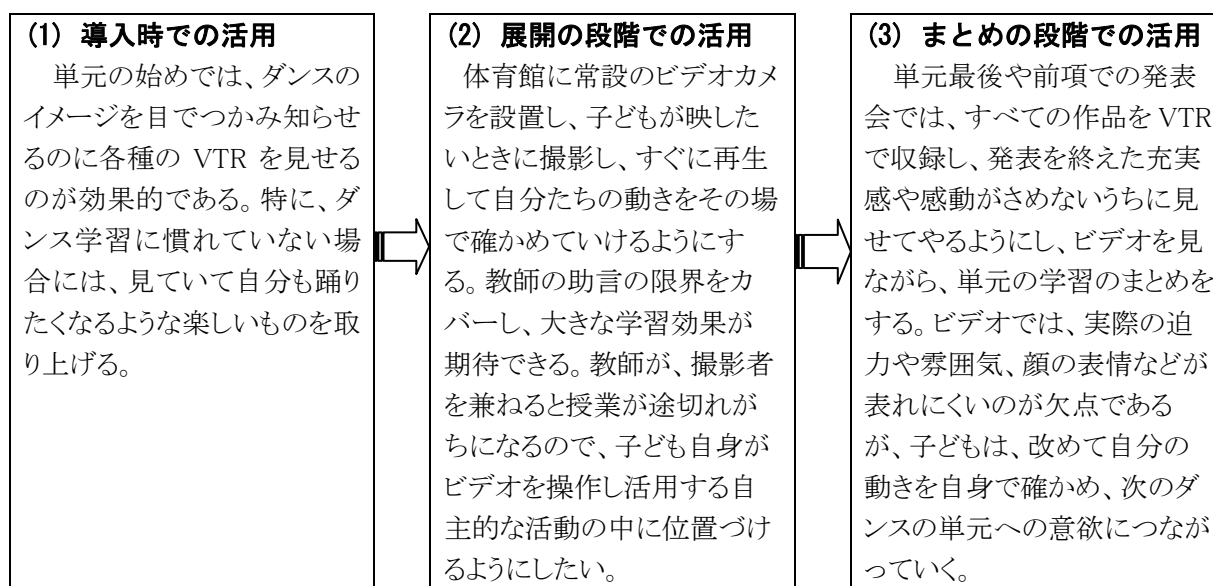 (1) 導入時での活用
単元の始めでは、ダンスの
イメージを目でつかみ知らせ
るのに各種の VTR を見せる
のが効果的である。特に、ダ
ンス学習に慣れていない場
合には、見ていて自分も踊り
たくなるような楽しいものを取
り上げる。
(2) 展開の段階での活用
体育館に常設のビデオカメ
ラを設置し、子どもが映した
いときに撮影し、すぐに再生
して自分たちの動きをその場
で確かめていけるようにす
る。教師の助言の限界をカ
バーし、大きな学習効果が
期待できる。教師が、撮影者
を兼ねると授業が途切れが
ちになるので、子ども自身が
ビデオを操作し活用する自
主的な活動の中に位置づけ
るようにしたい。
(3) まとめの段階での活用
単元最後や前項での発表
会では、すべての作品を VTR
で収録し、発表を終えた充実
感や感動がさめないうちに見
せてやるようにし、ビデオを見
ながら、単元の学習のまとめを
する。ビデオでは、実際の迫
力や雰囲気、顔の表情などが
表れにくいのが欠点である
が、子どもは、改めて自分の
動きを自身で確かめ、次のダ
ンスの単元への意欲につなが
っていく。